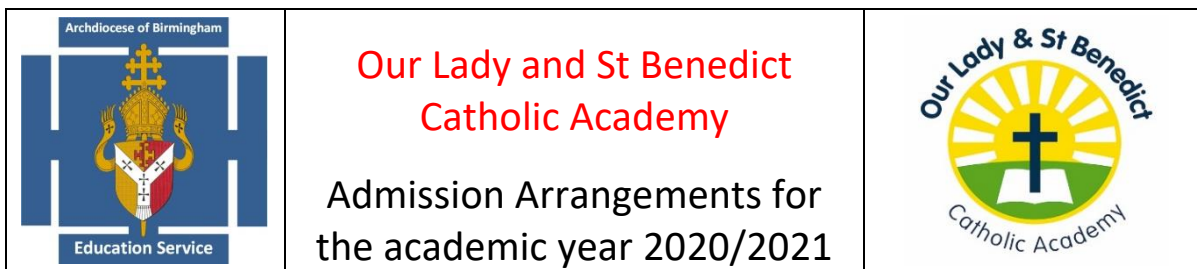 Archdiocese of Birmingham
Education Service
Our Lady and St Benedict
Catholic Academy
Admission Arrangements for
the academic year 2020/2021
Our Lady & St Benedict
Catholic Academy